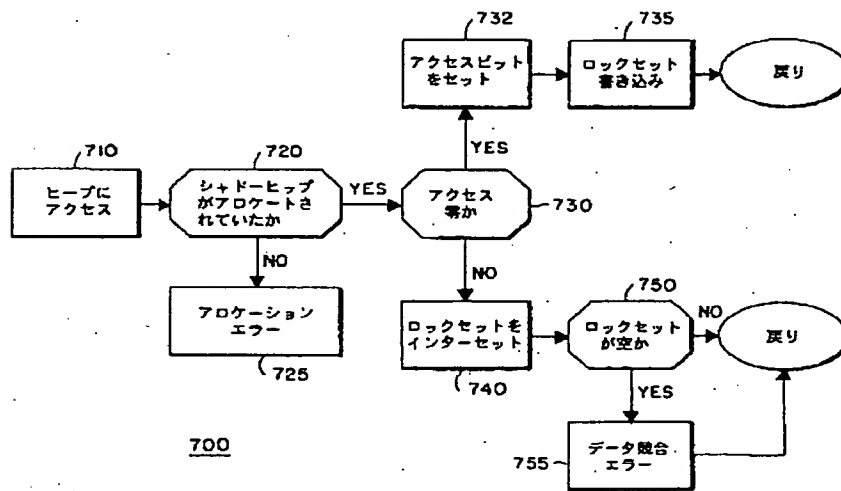 732
735
アクセスビット
をセット
ロックセット
書き込み
戻り
YES
710
720
ヒープに
アクセス
シャドーヒップ
がアロケートさ
れていたか
YES
アクセス
零か
730
NO
NO
750
アロケーション
エラー
725
ロックセットを
インターセット
740
ロックセット
が空か
NO
戻り
YES
700
755
データ競合
エラー